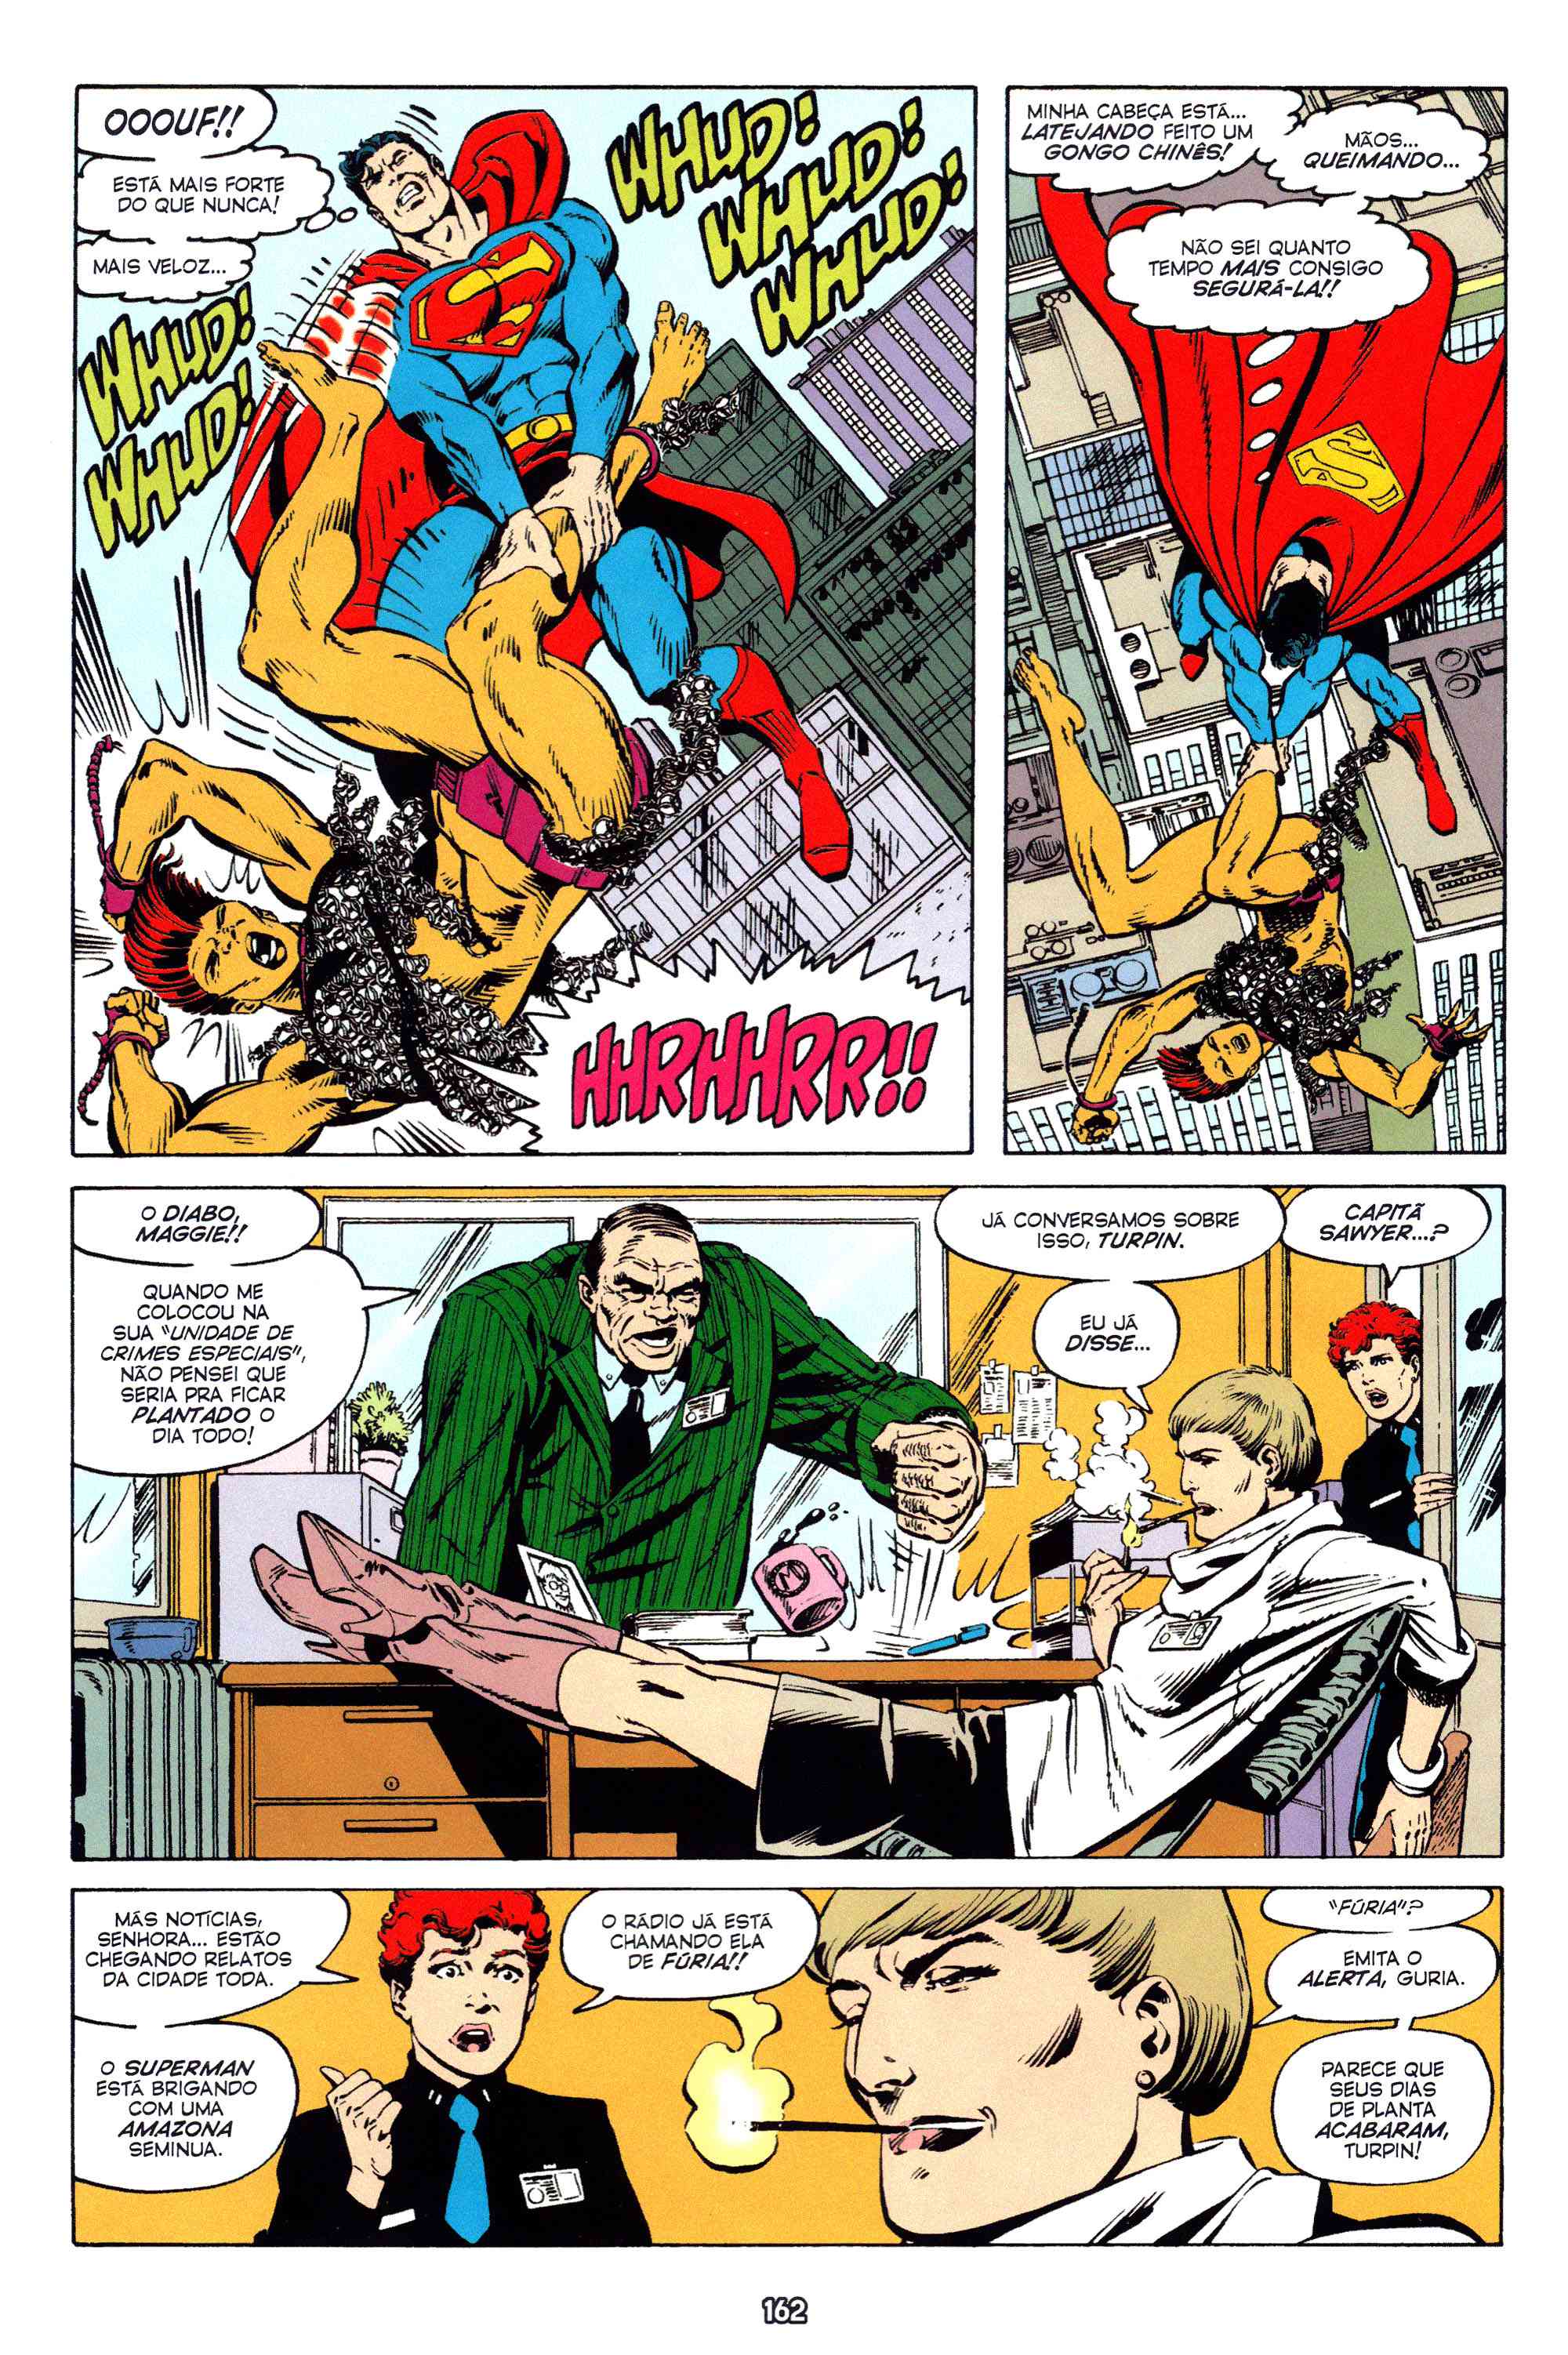 OOOUF!!
ESTÁ MAIS FORTE
DO QUE NUNCA!
MAIS VELOZ...
WHUD!
WHUD!
WHUD!
WHUD!
WHUD!
HHRHHRR!!
MINHA CABEÇA ESTÁ...
LATEJANDO FEITO UM
GONGO CHINÊS!
MÃOS...
QUEIMANDO...
NÃO SEI QUANTO
TEMPO MAIS CONSIGO
SEGURÁ-LA!!
O DIABO,
MAGGIE!!
QUANDO ME
COLOCOU NA
SUA "UNIDADE DE
CRIMES ESPECIAIS",
NÃO PENSEI QUE
SERIA PRA FICAR
PLANTADO O
DIA TODO!
JÁ CONVERSAMOS SOBRE
ISSO, TURPIN.
EU JÁ
DISSE...
CAPITÃ
SAWYER...?
M
MÁS NOTÍCIAS,
SENHORA... ESTÃO
CHEGANDO RELATOS
DA CIDADE TODA.
O SUPERMAN
ESTÁ BRIGANDO
COM UMA
AMAZONA
SEMINUA.
O RÁDIO JÁ ESTÁ
CHAMANDO ELA
DE FÚRIA!!
"FÚRIA"?
EMITA O
ALERTA, GURIA.
PARECE QUE
SEUS DIAS
DE PLANTA
ACABARAM,
TURPIN!
162